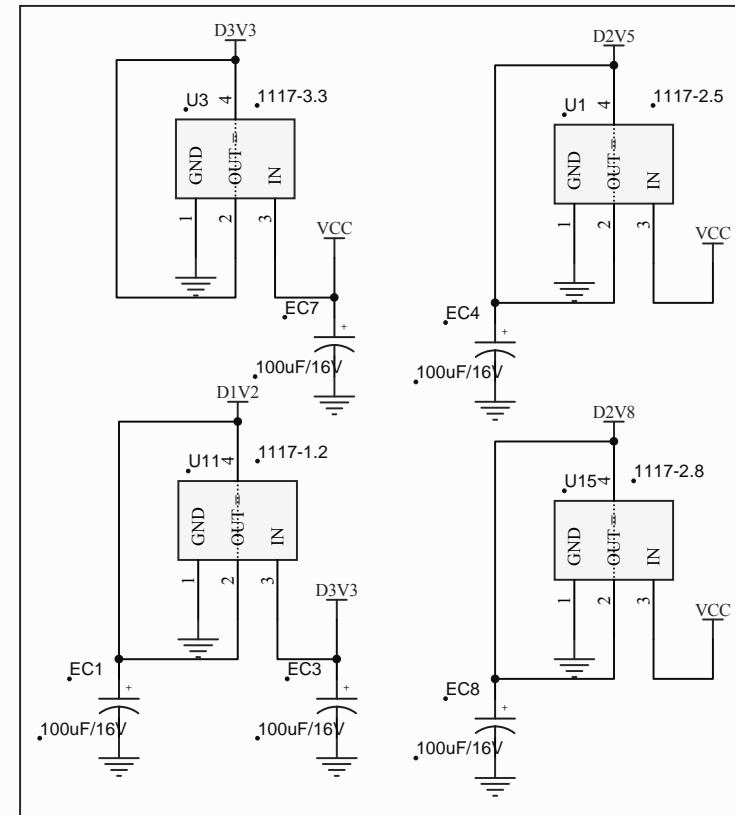 D3V3
U3
4
1117-3.3
GND
OUT
IN
1
2
3
VCC
EC7
+
100uF/16V
D2V5
U1
4
1117-2.5
GND
OUT
IN
1
2
3
VCC
EC4
+
100uF/16V
D1V2
U11
4
1117-1.2
GND
OUT
IN
1
2
3
D3V3
EC1
+
100uF/16V
EC3
+
100uF/16V
D2V8
U15
4
1117-2.8
GND
OUT
IN
1
2
3
VCC
EC8
+
100uF/16V